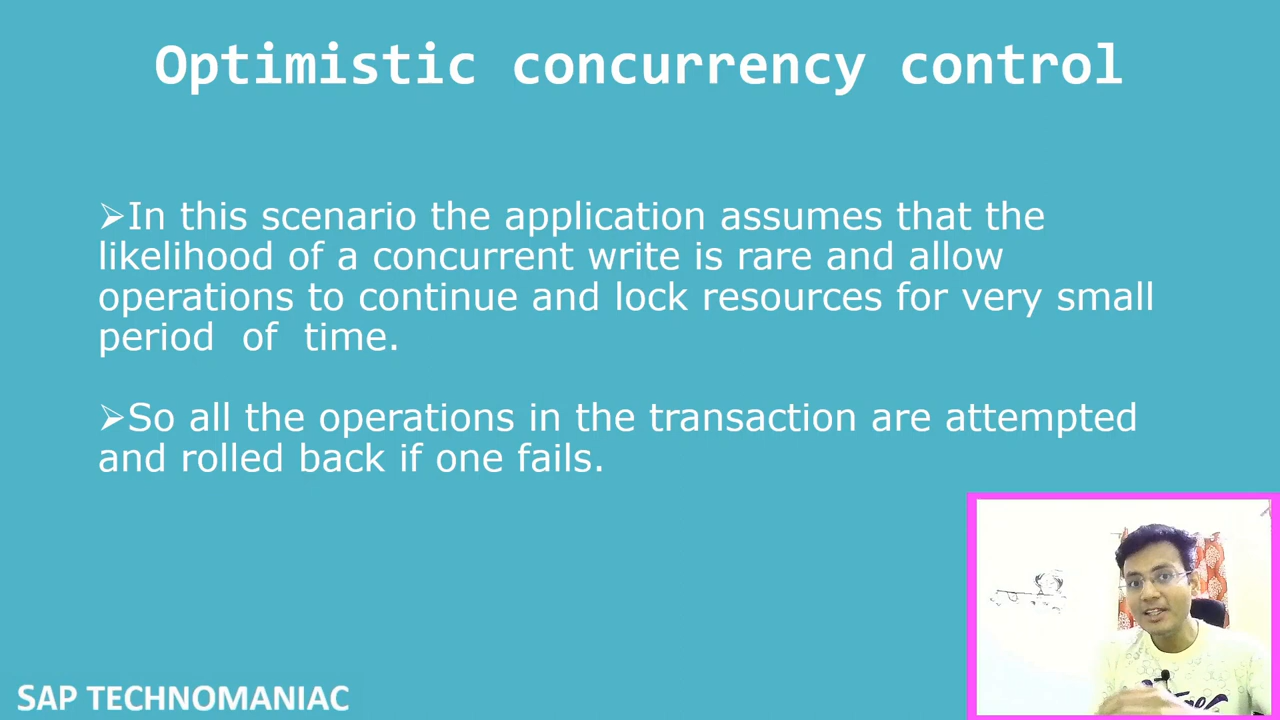 Optimistic concurrency control
➢In this scenario the application assumes that the
likelihood of a concurrent write is rare and allow
operations to continue and lock resources for very small
period of time.
➢So all the operations in the transaction are attempted
and rolled back if one fails.
SAP TECHNOMANIAC